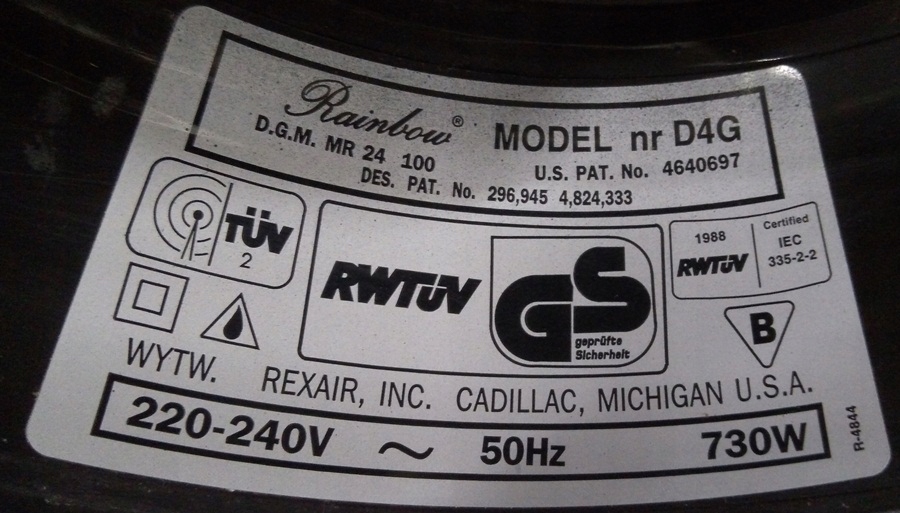 Rainbow® MODEL nr D4G
D.G.M. MR 24 100 U.S. PAT. No. 4640697
DES. PAT. No. 296,945 4,824,333
TÜV
2
RWTÜV
GS
geprüfte
Sicherheit
1988
RWTÜV
Certified
IEC
335-2-2
B
WYTW. REXAIR, INC. CADILLAC, MICHIGAN U.S.A.
220-240V ~ 50Hz 730W
R-4844